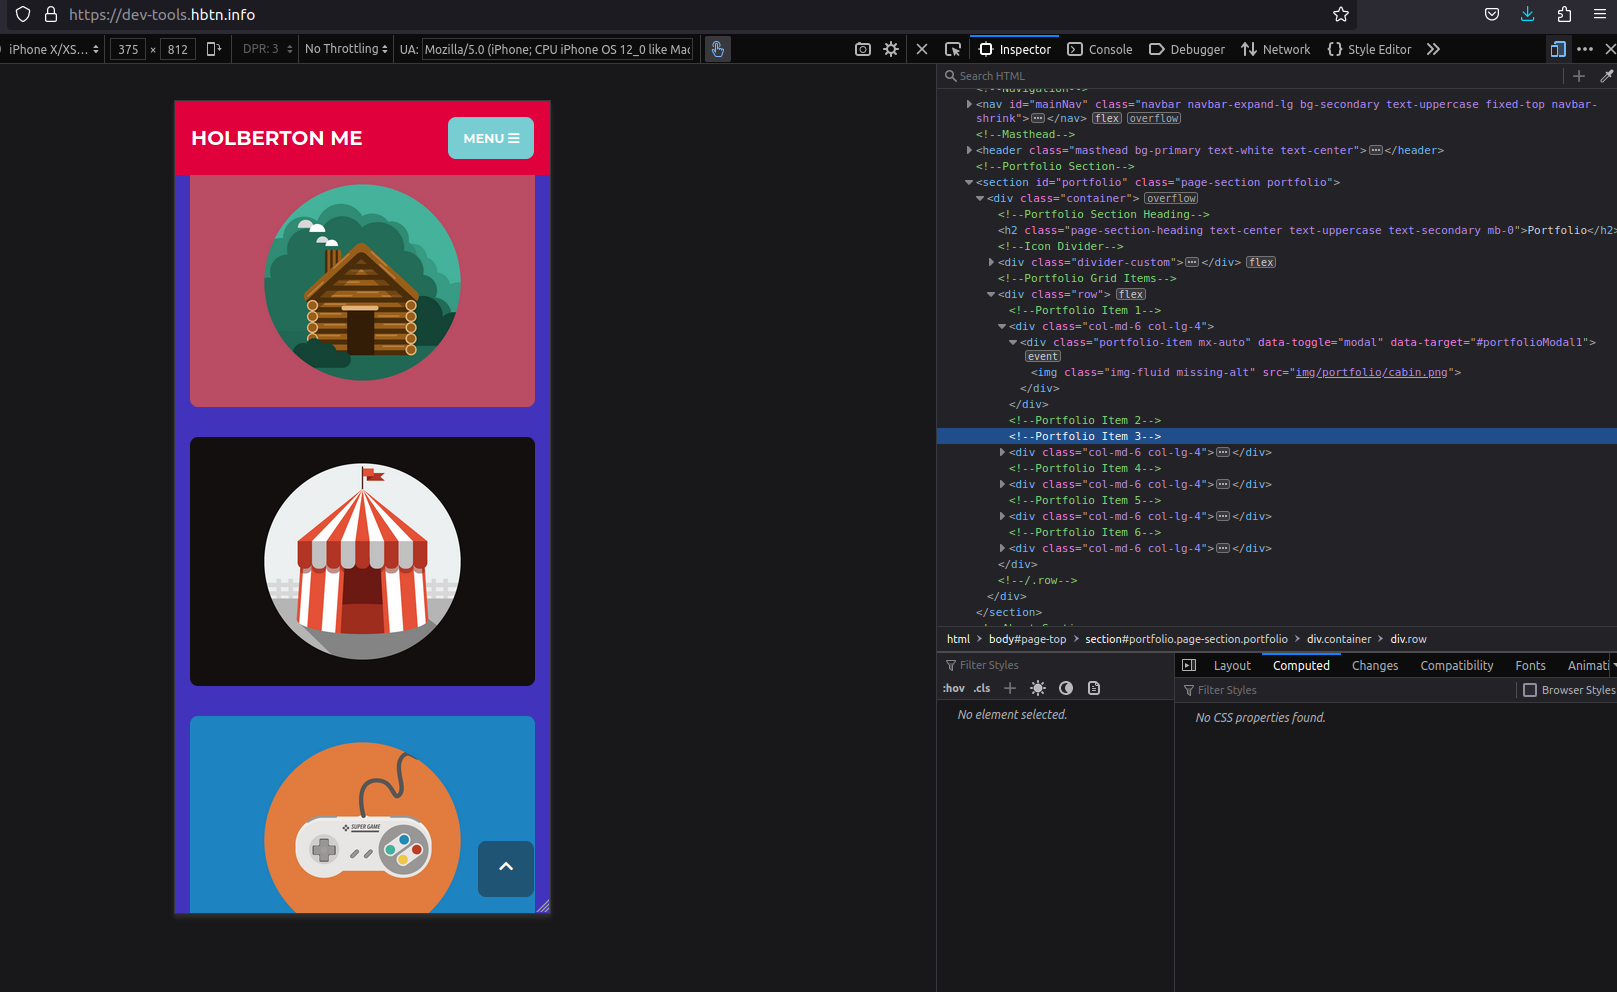 https://dev-tools.hbtn.info
iPhone X/XS... 375 × 812 DPR: 3 No Throttling UA: Mozilla/5.0 (iPhone; CPU iPhone OS 12_0 like Mac
Inspector Console Debugger Network Style Editor
Search HTML
HOLBERTON ME
MENU
SUPER GAME
<!--Navigation-->
<nav id="mainNav" class="navbar navbar-expand-lg bg-secondary text-uppercase fixed-top navbar-
shrink"> ... </nav> flex overflow
<!--Masthead-->
<header class="masthead bg-primary text-white text-center"> ... </header>
<!--Portfolio Section-->
<section id="portfolio" class="page-section portfolio">
<div class="container"> overflow
<!--Portfolio Section Heading-->
<h2 class="page-section-heading text-center text-uppercase text-secondary mb-0">Portfolio</h2>
<!--Icon Divider-->
<div class="divider-custom"> ... </div> flex
<!--Portfolio Grid Items-->
<div class="row"> flex
<!--Portfolio Item 1-->
<div class="col-md-6 col-lg-4">
<div class="portfolio-item mx-auto" data-toggle="modal" data-target="#portfolioModal1">
event
<img class="img-fluid missing-alt" src="img/portfolio/cabin.png">
</div>
</div>
<!--Portfolio Item 2-->
<!--Portfolio Item 3-->
<div class="col-md-6 col-lg-4"> ... </div>
<!--Portfolio Item 4-->
<div class="col-md-6 col-lg-4"> ... </div>
<!--Portfolio Item 5-->
<div class="col-md-6 col-lg-4"> ... </div>
<!--Portfolio Item 6-->
<div class="col-md-6 col-lg-4"> ... </div>
</div>
<!--/.row-->
</div>
</section>
html > body#page-top > section#portfolio.page-section.portfolio > div.container > div.row
Filter Styles
:hov .cls
No element selected.
Layout Computed Changes Compatibility Fonts Animati
Filter Styles Browser Styles
No CSS properties found.